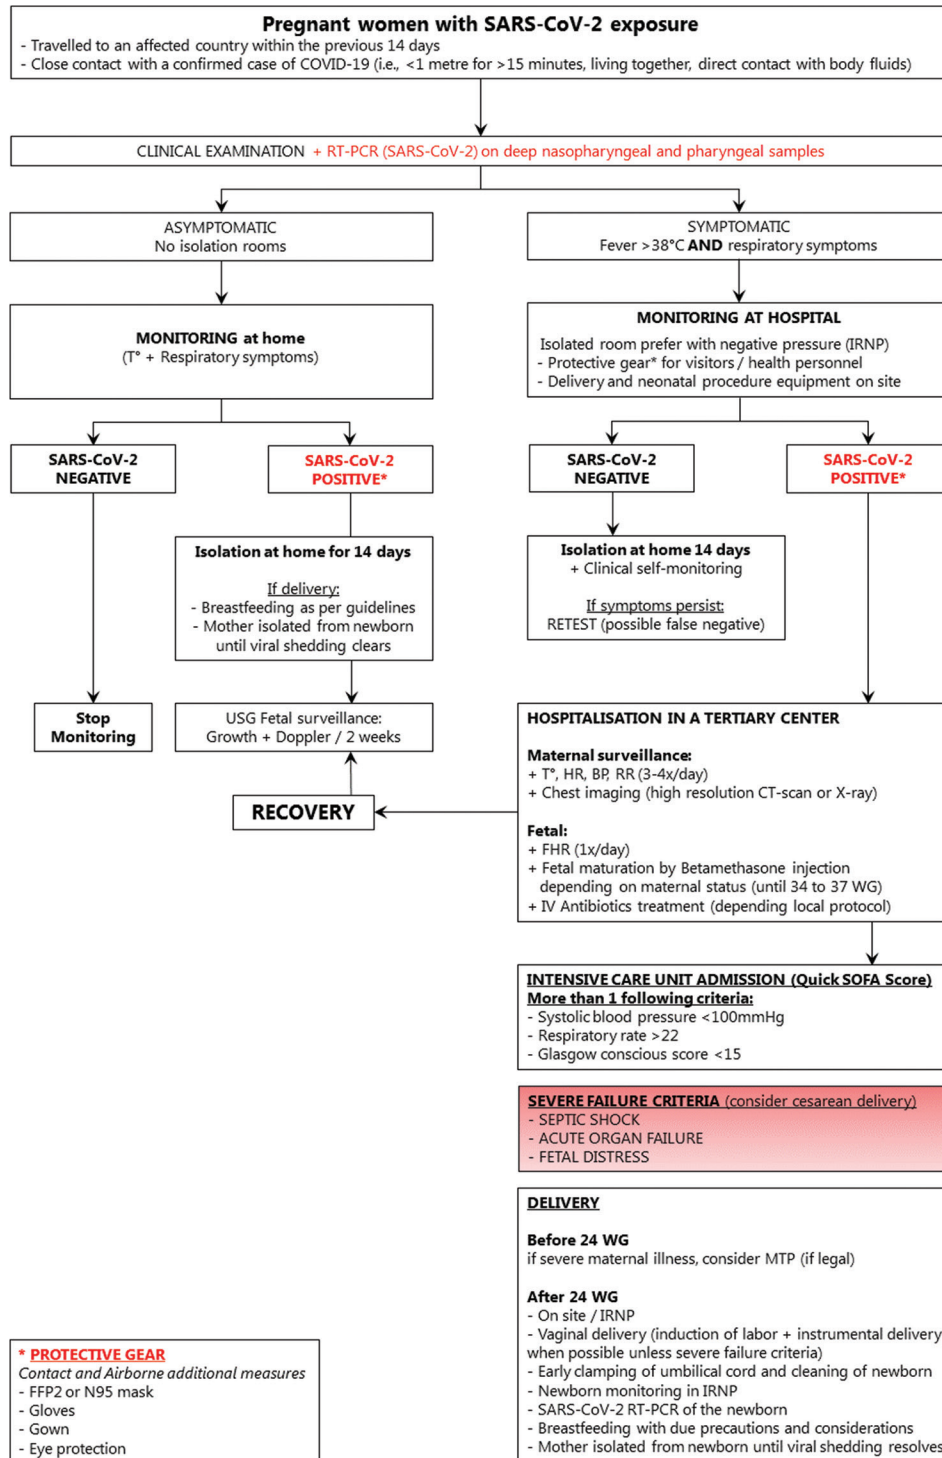 Pregnant women with SARS-CoV-2 exposure
- Travelled to an affected country within the previous 14 days
- Close contact with a confirmed case of COVID-19 (i.e., <1 metre for >15 minutes, living together, direct contact with body fluids)
CLINICAL EXAMINATION + RT-PCR (SARS-CoV-2) on deep nasopharyngeal and pharyngeal samples
ASYMPTOMATIC
No isolation rooms
SYMPTOMATIC
Fever >38°C AND respiratory symptoms
MONITORING at home
(T° + Respiratory symptoms)
MONITORING AT HOSPITAL
Isolated room prefer with negative pressure (IRNP)
- Protective gear* for visitors / health personnel
- Delivery and neonatal procedure equipment on site
SARS-CoV-2
NEGATIVE
SARS-CoV-2
POSITIVE*
SARS-CoV-2
NEGATIVE
SARS-CoV-2
POSITIVE*
Isolation at home for 14 days
If delivery:
- Breastfeeding as per guidelines
- Mother isolated from newborn
until viral shedding clears
Isolation at home 14 days
+ Clinical self-monitoring
If symptoms persist:
RETEST (possible false negative)
Stop
Monitoring
USG Fetal surveillance:
Growth + Doppler / 2 weeks
RECOVERY
HOSPITALISATION IN A TERTIARY CENTER
Maternal surveillance:
+ T°, HR, BP, RR (3-4x/day)
+ Chest imaging (high resolution CT-scan or X-ray)
Fetal:
+ FHR (1x/day)
+ Fetal maturation by Betamethasone injection
depending on maternal status (until 34 to 37 WG)
+ IV Antibiotics treatment (depending local protocol)
INTENSIVE CARE UNIT ADMISSION (Quick SOFA Score)
More than 1 following criteria:
- Systolic blood pressure <100mmHg
- Respiratory rate >22
- Glasgow conscious score <15
SEVERE FAILURE CRITERIA (consider cesarean delivery)
- SEPTIC SHOCK
- ACUTE ORGAN FAILURE
- FETAL DISTRESS
DELIVERY
Before 24 WG
if severe maternal illness, consider MTP (if legal)
After 24 WG
- On site / IRNP
- Vaginal delivery (induction of labor + instrumental delivery
when possible unless severe failure criteria)
- Early clamping of umbilical cord and cleaning of newborn
- Newborn monitoring in IRNP
- SARS-CoV-2 RT-PCR of the newborn
- Breastfeeding with due precautions and considerations
- Mother isolated from newborn until viral shedding resolves
* PROTECTIVE GEAR
Contact and Airborne additional measures
- FFP2 or N95 mask
- Gloves
- Gown
- Eye protection